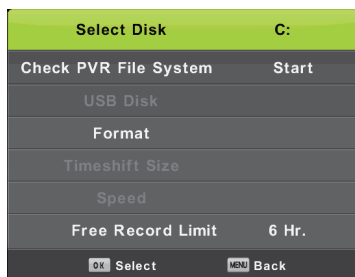 Select Disk C:
Check PVR File System Start
USB Disk
Format
Timeshift Size
Speed
Free Record Limit 6 Hr.
OK Select MENU Back